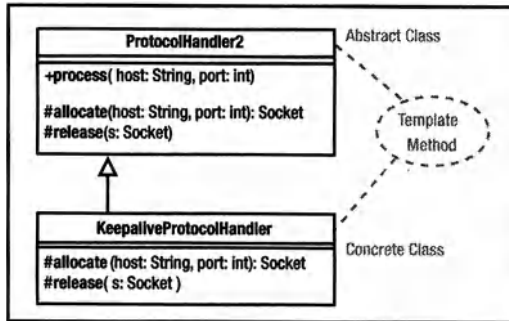 ProtocolHandler2
+process( host: String, port: int)
#allocate(host: String, port: int): Socket
#release(s: Socket)
Abstract Class
Template
Method
KeepaliveProtocolHandler
#allocate (host: String, port: int): Socket
#release( s: Socket )
Concrete Class